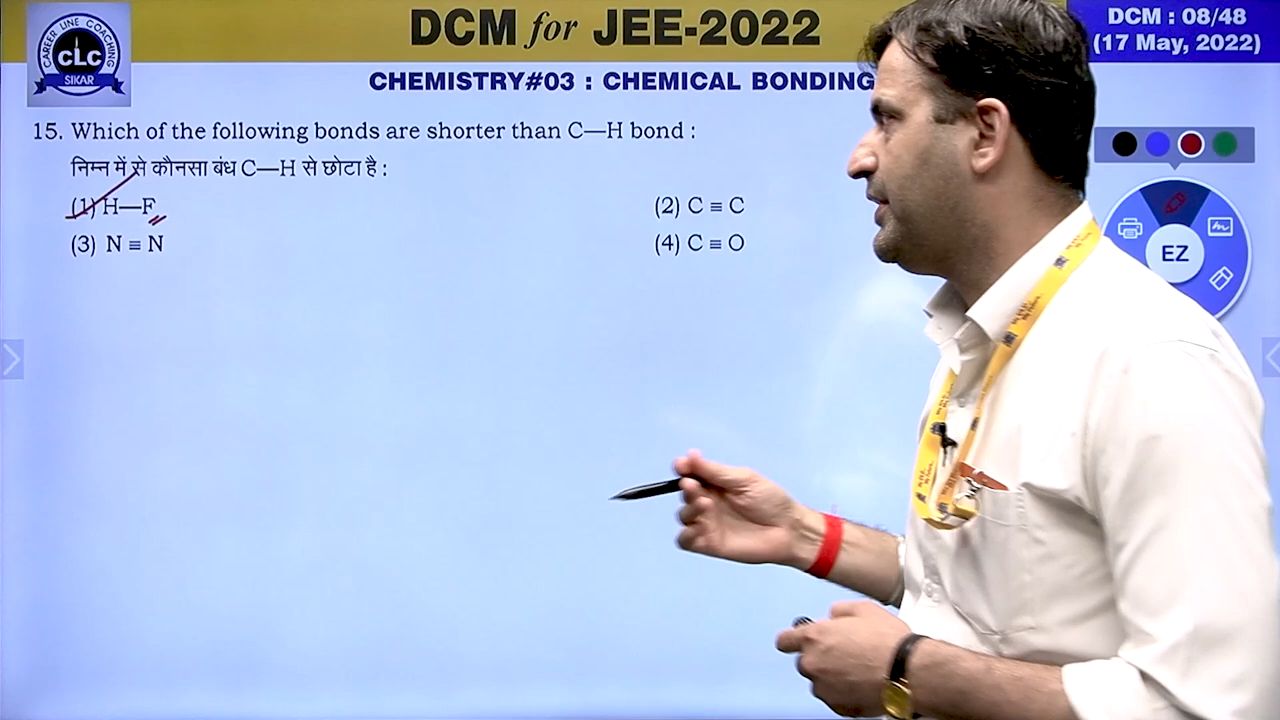 DCM for JEE-2022
DCM : 08/48
(17 May, 2022)
CAREER LINE COACHING
CLC
SIKAR
CHEMISTRY#03 : CHEMICAL BONDING
15. Which of the following bonds are shorter than C—H bond :
निम्न में से कौनसा बंध C—H से छोटा है :
(1) H—F
(2) C ≡ C
(3) N ≡ N
(4) C ≡ O
EZ